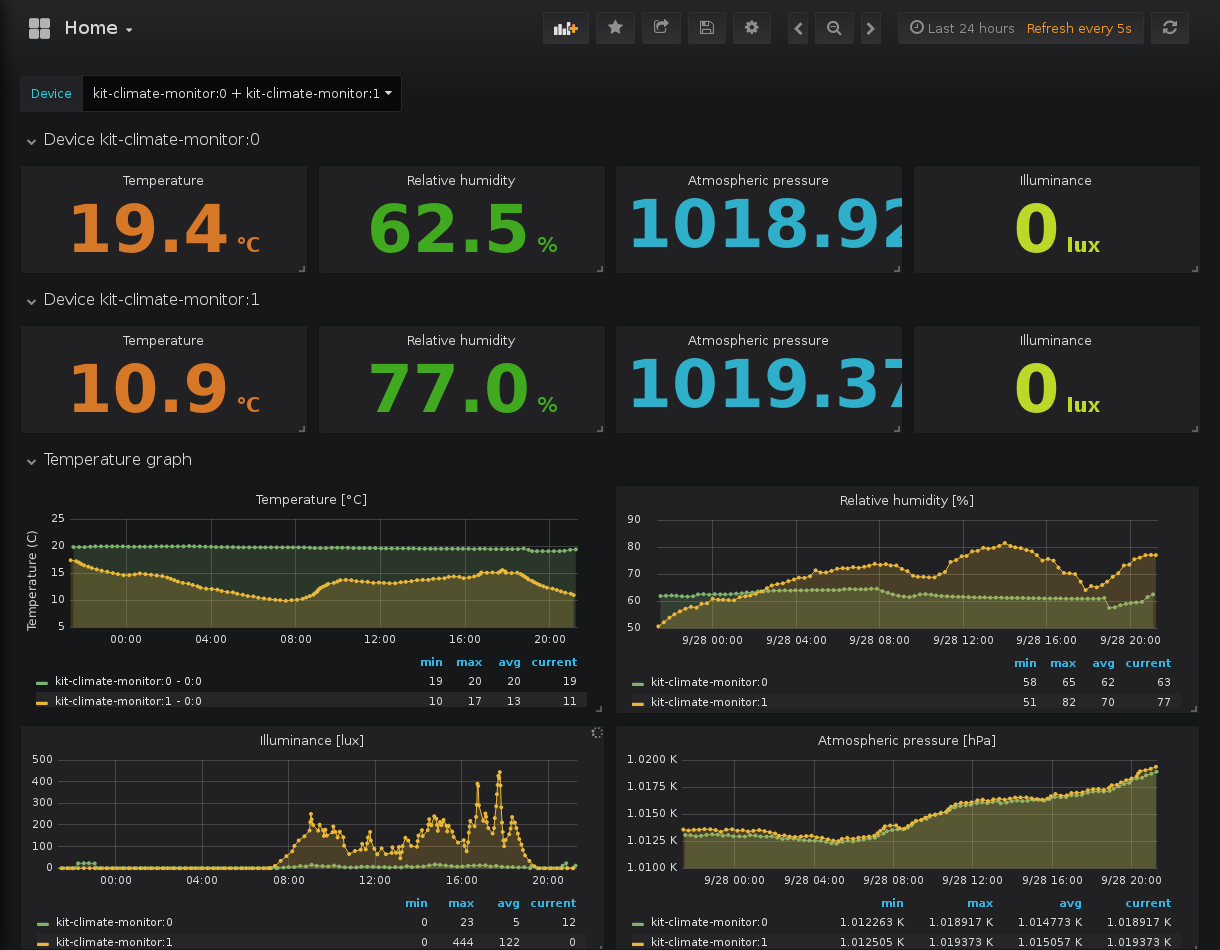 Home
Last 24 hours Refresh every 5s
Device kit-climate-monitor:0 + kit-climate-monitor:1
Device kit-climate-monitor:0
Temperature Relative humidity Atmospheric pressure Illuminance
19.4 °C 62.5 % 1018.92 0 lux
Device kit-climate-monitor:1
Temperature Relative humidity Atmospheric pressure Illuminance
10.9 °C 77.0 % 1019.37 0 lux
Temperature graph
Temperature [°C]
Temperature (C)
25
20
15
10
5
00:00 04:00 08:00 12:00 16:00 20:00
min max avg current
kit-climate-monitor:0 - 0:0 19 20 20 19
kit-climate-monitor:1 - 0:0 10 17 13 11
Relative humidity [%]
90
80
70
60
50
9/28 00:00 9/28 04:00 9/28 08:00 9/28 12:00 9/28 16:00 9/28 20:00
min max avg current
kit-climate-monitor:0 58 65 62 63
kit-climate-monitor:1 51 82 70 77
Illuminance [lux]
500
400
300
200
100
0
00:00 04:00 08:00 12:00 16:00 20:00
min max avg current
kit-climate-monitor:0 0 23 5 12
kit-climate-monitor:1 0 444 122 0
Atmospheric pressure [hPa]
1.0200 K
1.0175 K
1.0150 K
1.0125 K
1.0100 K
9/28 00:00 9/28 04:00 9/28 08:00 9/28 12:00 9/28 16:00 9/28 20:00
min max avg current
kit-climate-monitor:0 1.012263 K 1.018917 K 1.014773 K 1.018917 K
kit-climate-monitor:1 1.012505 K 1.019373 K 1.015057 K 1.019373 K